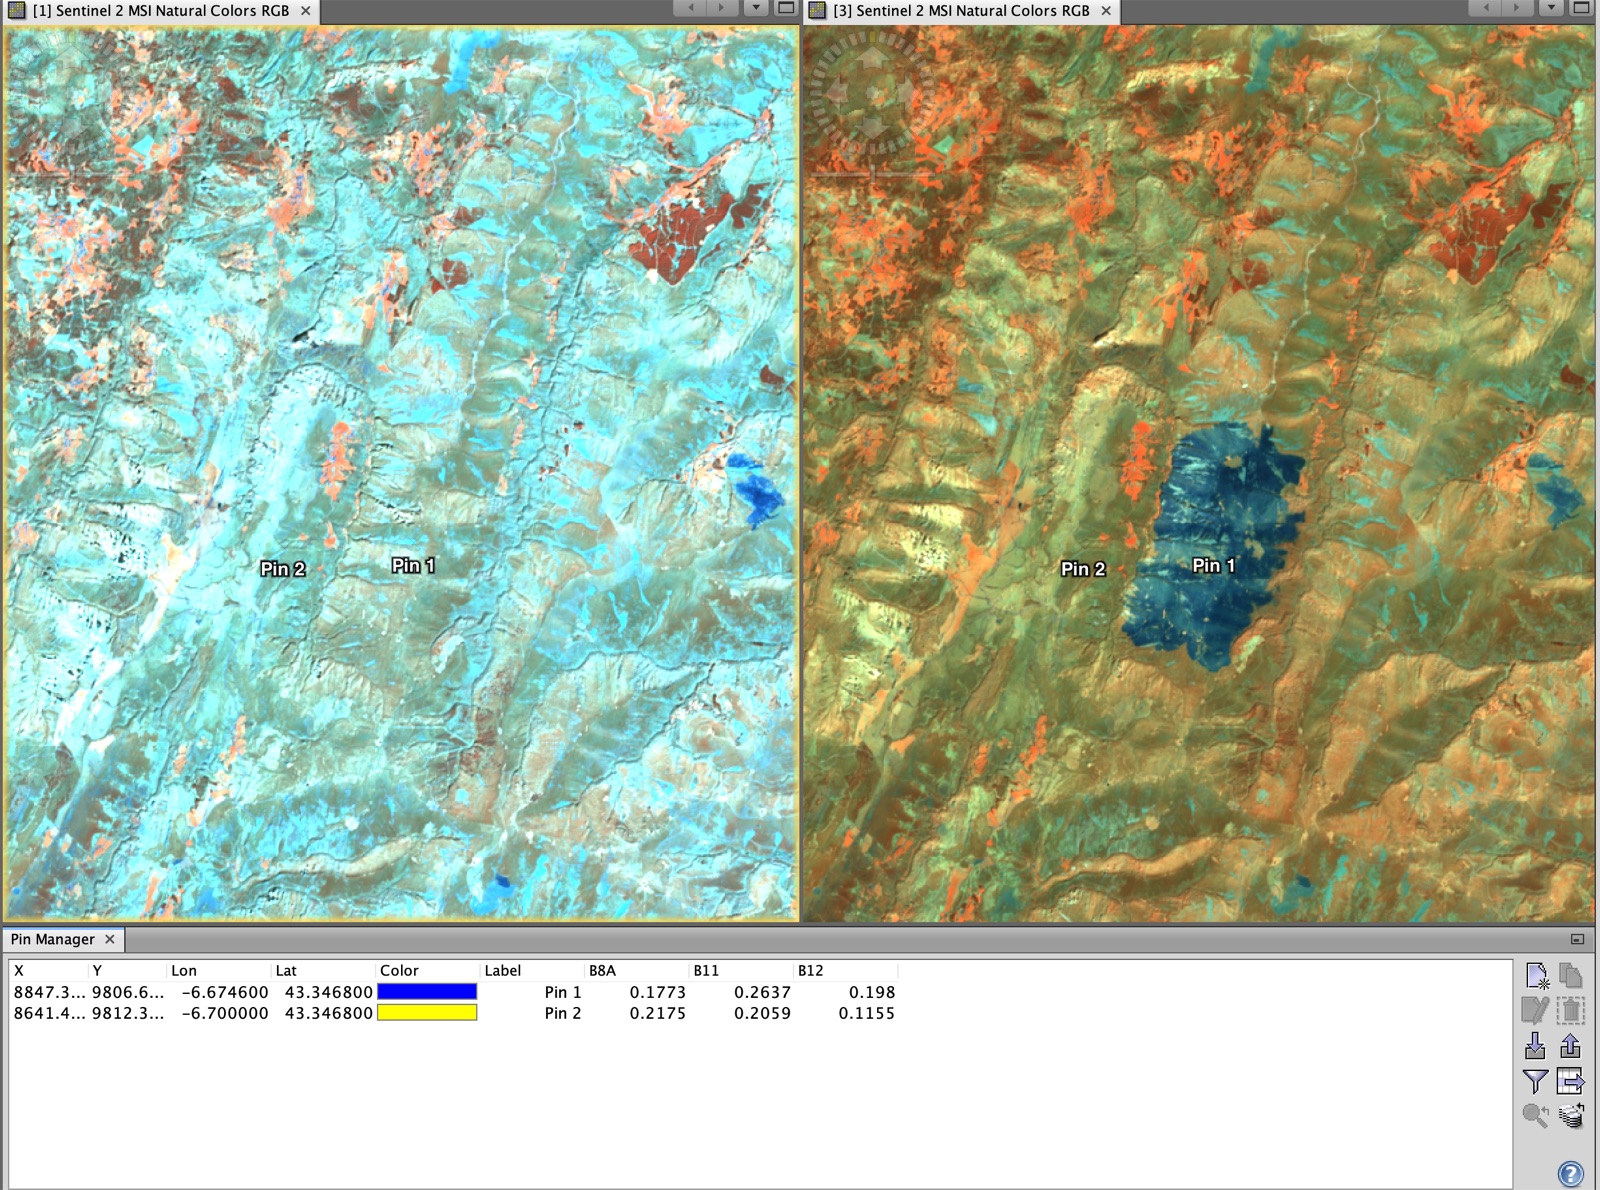 [1] Sentinel 2 MSI Natural Colors RGB
[3] Sentinel 2 MSI Natural Colors RGB
Pin 2
Pin 1
Pin 2
Pin 1
Pin Manager
X Y Lon Lat Color Label B8A B11 B12
8847.3... 9806.6... -6.674600 43.346800 Pin 1 0.1773 0.2637 0.198
8641.4... 9812.3... -6.700000 43.346800 Pin 2 0.2175 0.2059 0.1155